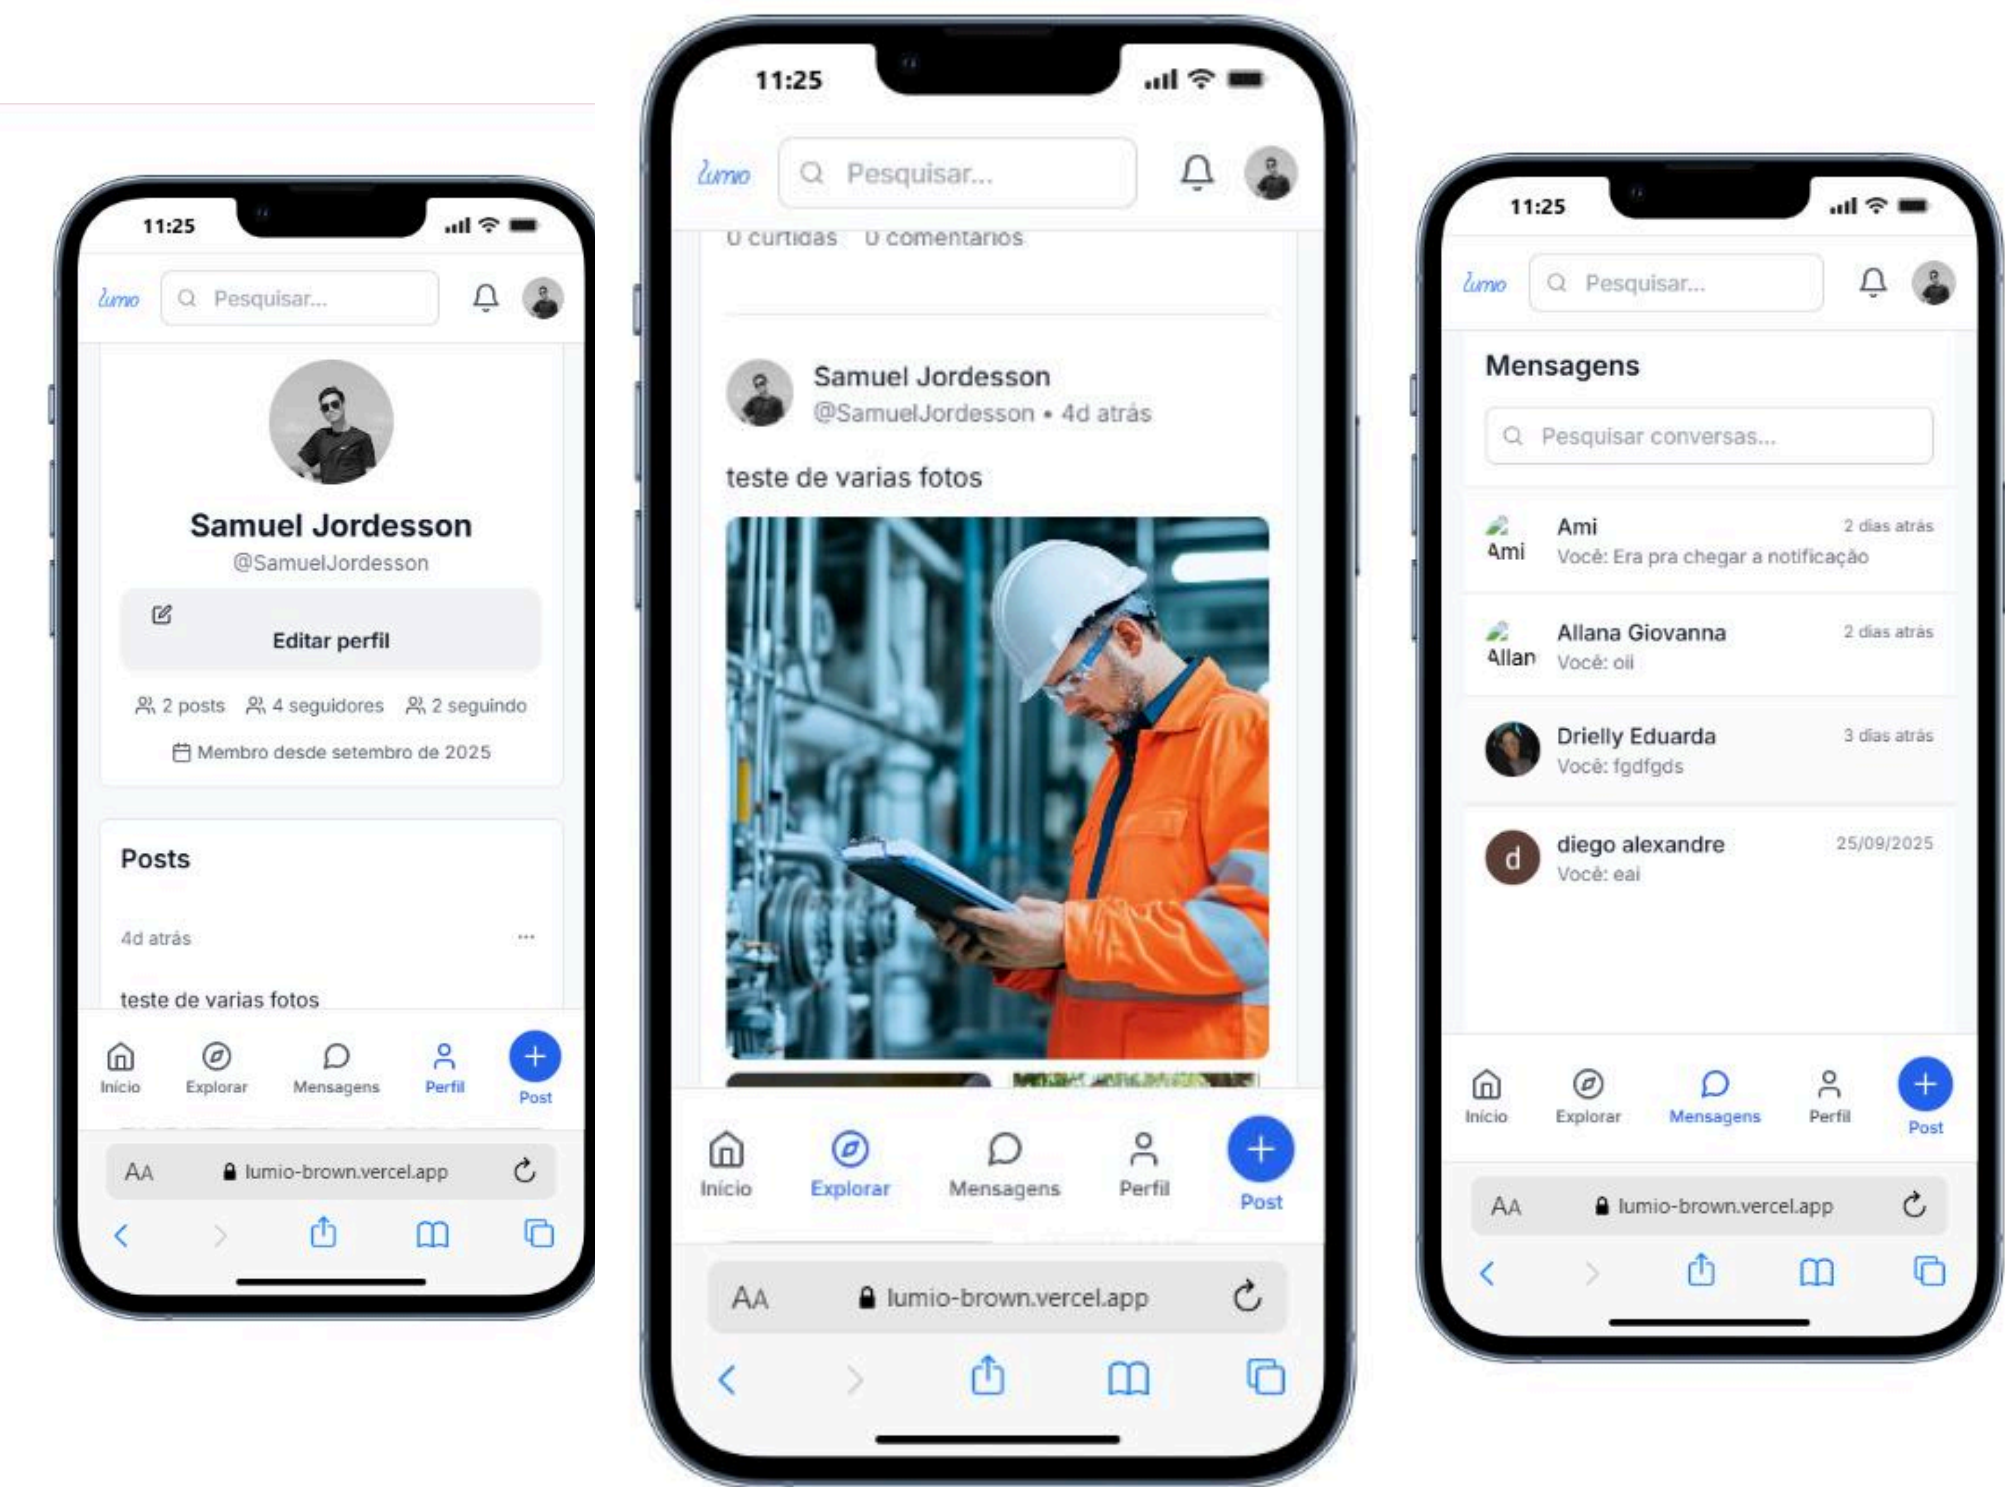 11:25
lumio
Pesquisar...
Samuel Jordesson
@SamuelJordesson
Editar perfil
2 posts 4 seguidores 2 seguindo
Membro desde setembro de 2025
Posts
4d atrás
...
teste de varias fotos
Início Explorar Mensagens Perfil Post
AA lumio-brown.vercel.app
11:25
lumio
Pesquisar...
0 curtidas 0 comentários
Samuel Jordesson
@SamuelJordesson • 4d atrás
teste de varias fotos
Início Explorar Mensagens Perfil Post
AA lumio-brown.vercel.app
11:25
lumio
Pesquisar...
Mensagens
Pesquisar conversas...
Ami
Ami 2 dias atrás
Você: Era pra chegar a notificação
Allan
Allana Giovanna 2 dias atrás
Você: oii
Drielly Eduarda 3 dias atrás
Você: fgdfgds
d
diego alexandre 25/09/2025
Você: eai
Início Explorar Mensagens Perfil Post
AA lumio-brown.vercel.app